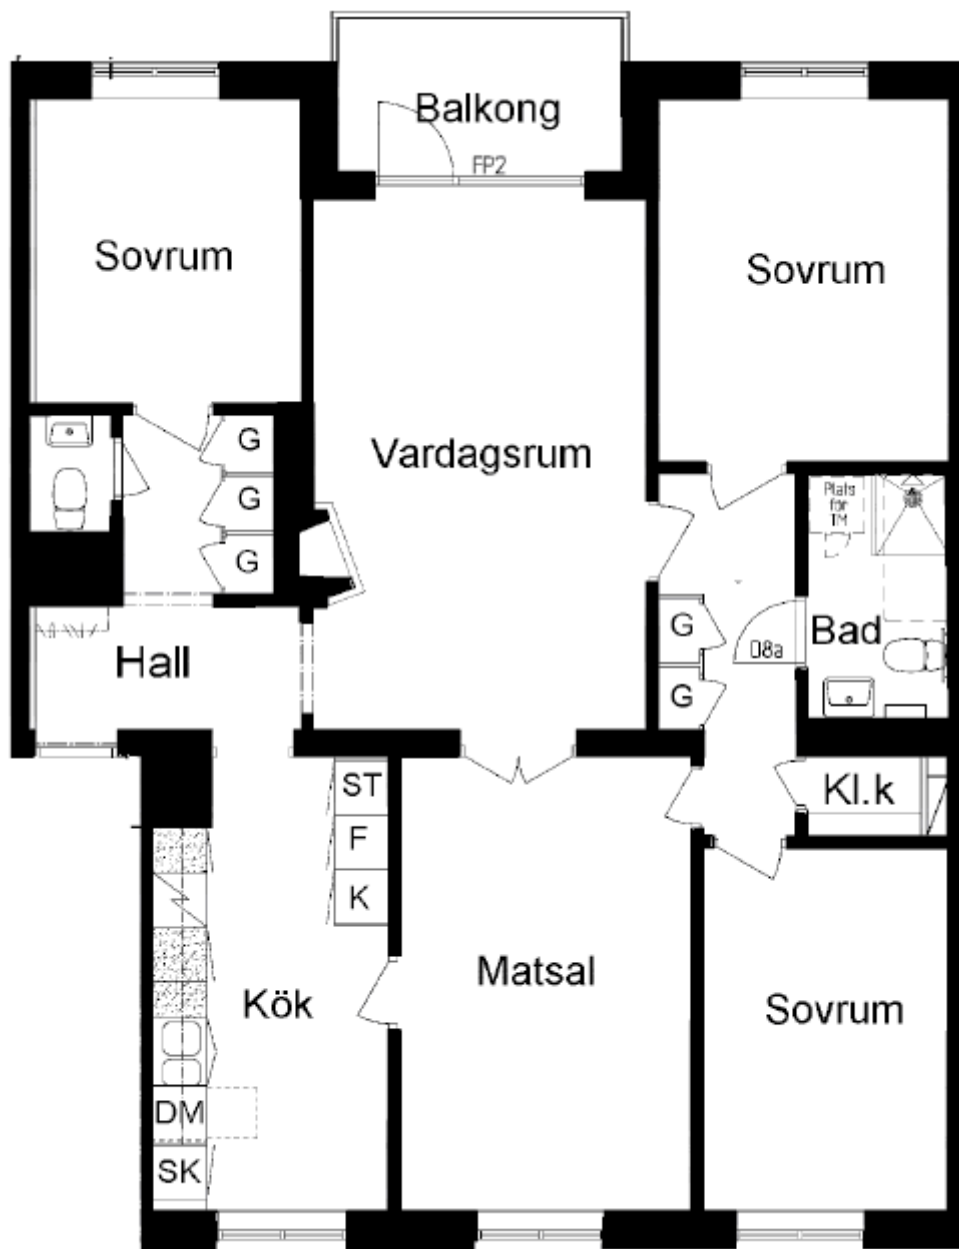 Balkong
FP2
Sovrum
Sovrum
G
Vardagsrum
G
Plats
för
TM
G
G
Bad
Hall
D8a
G
ST
Kl.k
F
K
Matsal
Kök
Sovrum
DM
SK